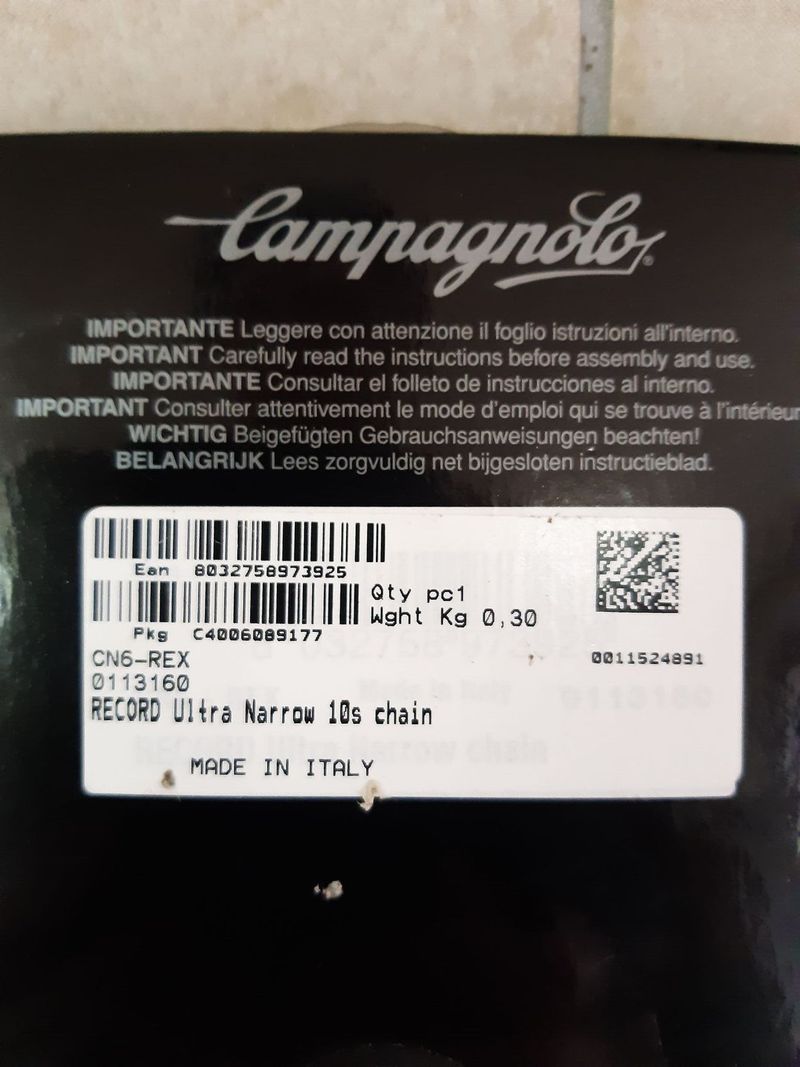 Campagnolo®
IMPORTANTE Leggere con attenzione il foglio istruzioni all'interno.
IMPORTANT Carefully read the instructions before assembly and use.
IMPORTANTE Consultar el folleto de instrucciones al interno.
IMPORTANT Consulter attentivement le mode d'emploi qui se trouve à l'intérieur
WICHTIG Beigefügten Gebrauchsanweisungen beachten!
BELANGRIJK Lees zorgvuldig net bijgesloten instructieblad.
Ean 8032758973925
Qty pc1
Wght Kg 0,30
Pkg C4006089177
CN6-REX
0011524891
0113160
RECORD Ultra Narrow 10s chain
MADE IN ITALY